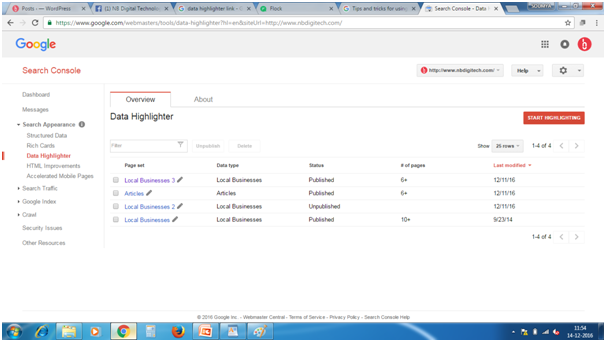 Posts - — WordPress
(1) NB Digital Technolo
data highlighter link - G
Flock
Tips and tricks for using
Search Console - Data H
https://www.google.com/webmasters/tools/data-highlighter?hl=en&siteUrl=http://www.nbdigitech.com/
Google
Search Console
http://www.nbdigitech.com/
Help
Dashboard
Messages
Search Appearance
Structured Data
Rich Cards
Data Highlighter
HTML Improvements
Accelerated Mobile Pages
Search Traffic
Google Index
Crawl
Security Issues
Other Resources
Overview About
Data Highlighter
START HIGHLIGHTING
Filter Unpublish Delete Show 25 rows 1-4 of 4
Page set Data type Status # of pages Last modified
Local Businesses 3 Local Businesses Published 6+ 12/11/16
Articles Articles Published 6+ 12/11/16
Local Businesses 2 Local Businesses Unpublished 12/11/16
Local Businesses Local Businesses Published 10+ 9/23/14
1-4 of 4
© 2016 Google Inc. - Webmaster Central - Terms of Service - Privacy Policy - Search Console Help
11:54
14-12-2016